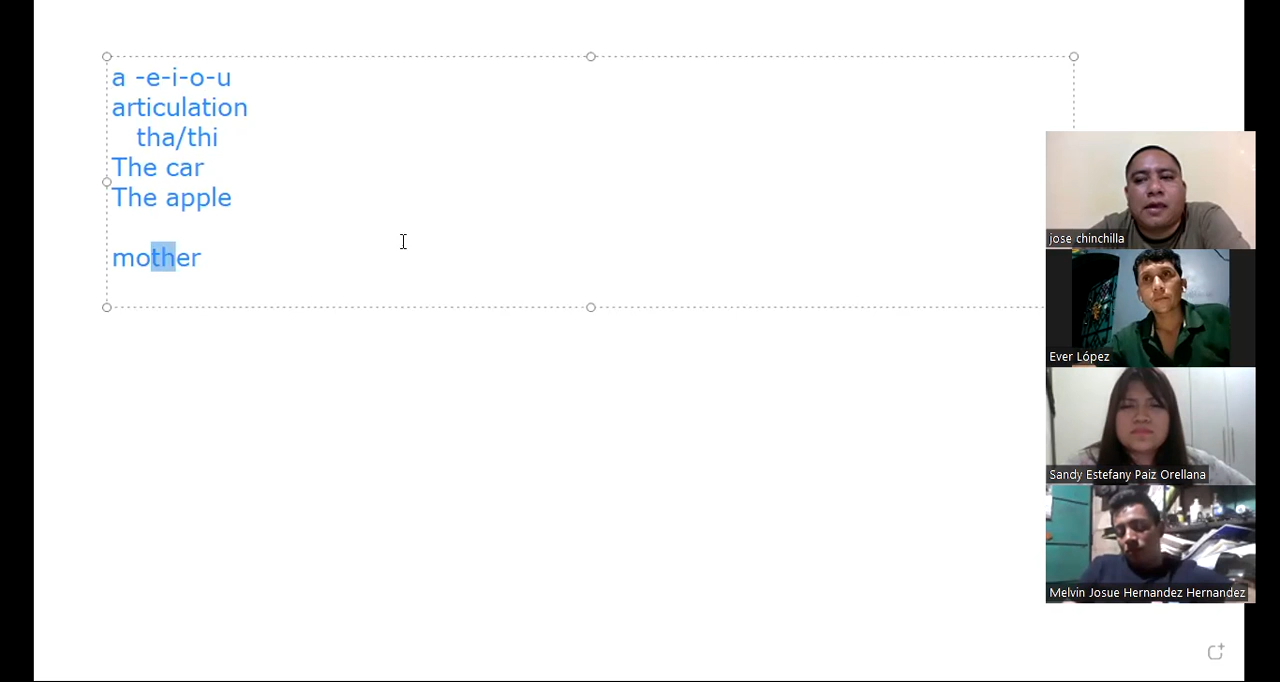 a -e-i-o-u
articulation
tha/thi
The car
The apple
mother
jose chinchilla
Ever López
Sandy Estefany Paiz Orellana
Melvin Josue Hernandez Hernandez